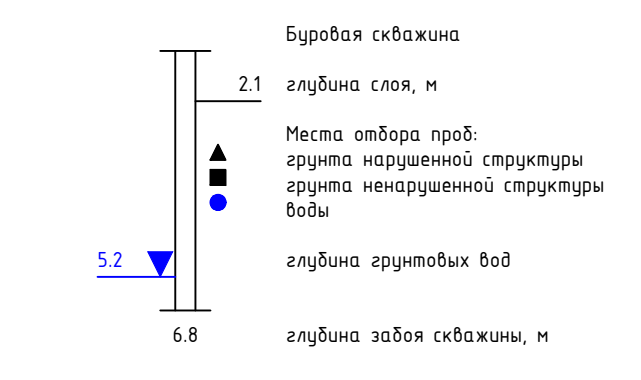 Буровая скважина
2.1 глубина слоя, м
Места отбора проб:
грунта нарушенной структуры
грунта ненарушенной структуры
воды
5.2 глубина грунтовых вод
6.8 глубина забоя скважины, м